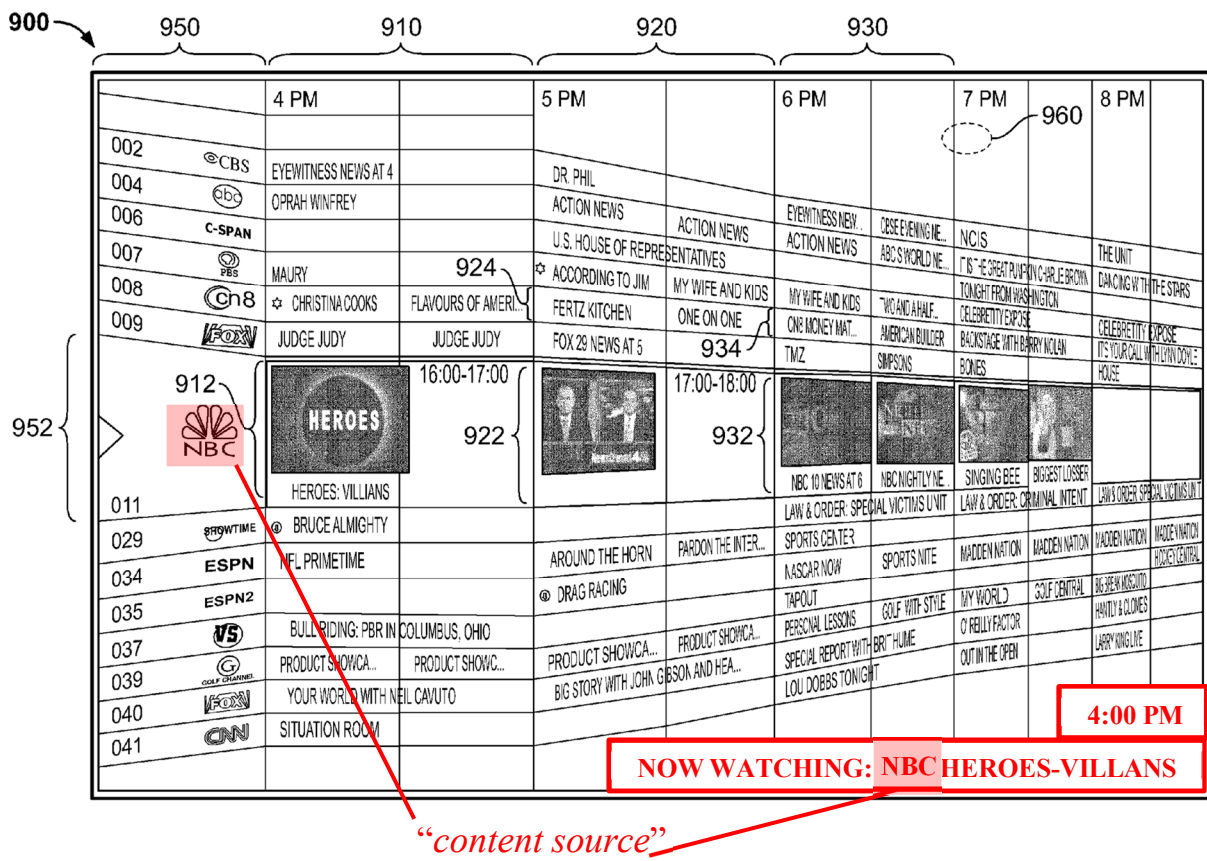 900
950 910 920 930
4 PM 5 PM 6 PM 7 PM 8 PM
960
002 CBS EYEWITNESS NEWS AT 4 DR. PHIL EYEWITNESS NEW... CBSE EVENING NE... NCIS THE UNIT
004 abc OPRAH WINFREY ACTION NEWS ACTION NEWS ACTION NEWS ABC'S WORLD NE... IT IS THE GREAT PUMPKIN CHARLIE BROWN DANCING WITH THE STARS
006 C-SPAN U.S. HOUSE OF REPRESENTATIVES TONIGHT FROM WASHINGTON
007 PBS MAURY 924 ACCORDING TO JIM MY WIFE AND KIDS MY WIFE AND KIDS TWO AND A HALF... CELEBRETITY EXPOSE CELEBRETITY EXPOSE
008 Cn8 CHRISTINA COOKS FLAVOURS OF AMERI... FERTZ KITCHEN ONE ON ONE 934 CN8 MONEY MAT... AMERICAN BUILDER BACKSTAGE WITH BARRY NOLAN IT'S YOUR CALL WITH LYNN DOYLE
009 FOX JUDGE JUDY JUDGE JUDY FOX 29 NEWS AT 5 TMZ SIMPSONS BONES HOUSE
952 912 16:00-17:00 922 17:00-18:00 932
NBC HEROES
011 HEROES: VILLIANS NBC 10 NEWS AT 6 NBC NIGHTLY NE... SINGING BEE BIGGEST LOSSER
LAW & ORDER: SPECIAL VICTIMS UNIT LAW & ORDER: CRIMINAL INTENT LAW & ORDER SPECIAL VICTIMS UNIT
029 SHOWTIME BRUCE ALMIGHTY SPORTS CENTER
034 ESPN NFL PRIMETIME AROUND THE HORN PARDON THE INTER... NASCAR NOW SPORTS NITE MADDEN NATION MADDEN NATION MADDEN NATION MADDEN NATION
HOCKEY CENTRAL
035 ESPN2 DRAG RACING TAPOUT
037 VS BULL RIDING: PBR IN COLUMBUS, OHIO PERSONAL LESSONS GOLF WITH STYLE MY WORLD GOLF CENTRAL
039 G GOLF CHANNEL PRODUCT SHOWCA... PRODUCT SHOWC... PRODUCT SHOWCA... PRODUCT SHOWCA... SPECIAL REPORT WITH BRIT HUME O'REILLY FACTOR
040 FOX YOUR WORLD WITH NEIL CAVUTO BIG STORY WITH JOHN GIBSON AND HEA... LOU DOBBS TONIGHT OUT IN THE OPEN LARRY KING LIVE
041 CNN SITUATION ROOM
4:00 PM
NOW WATCHING: NBC HEROES-VILLANS
“content source”